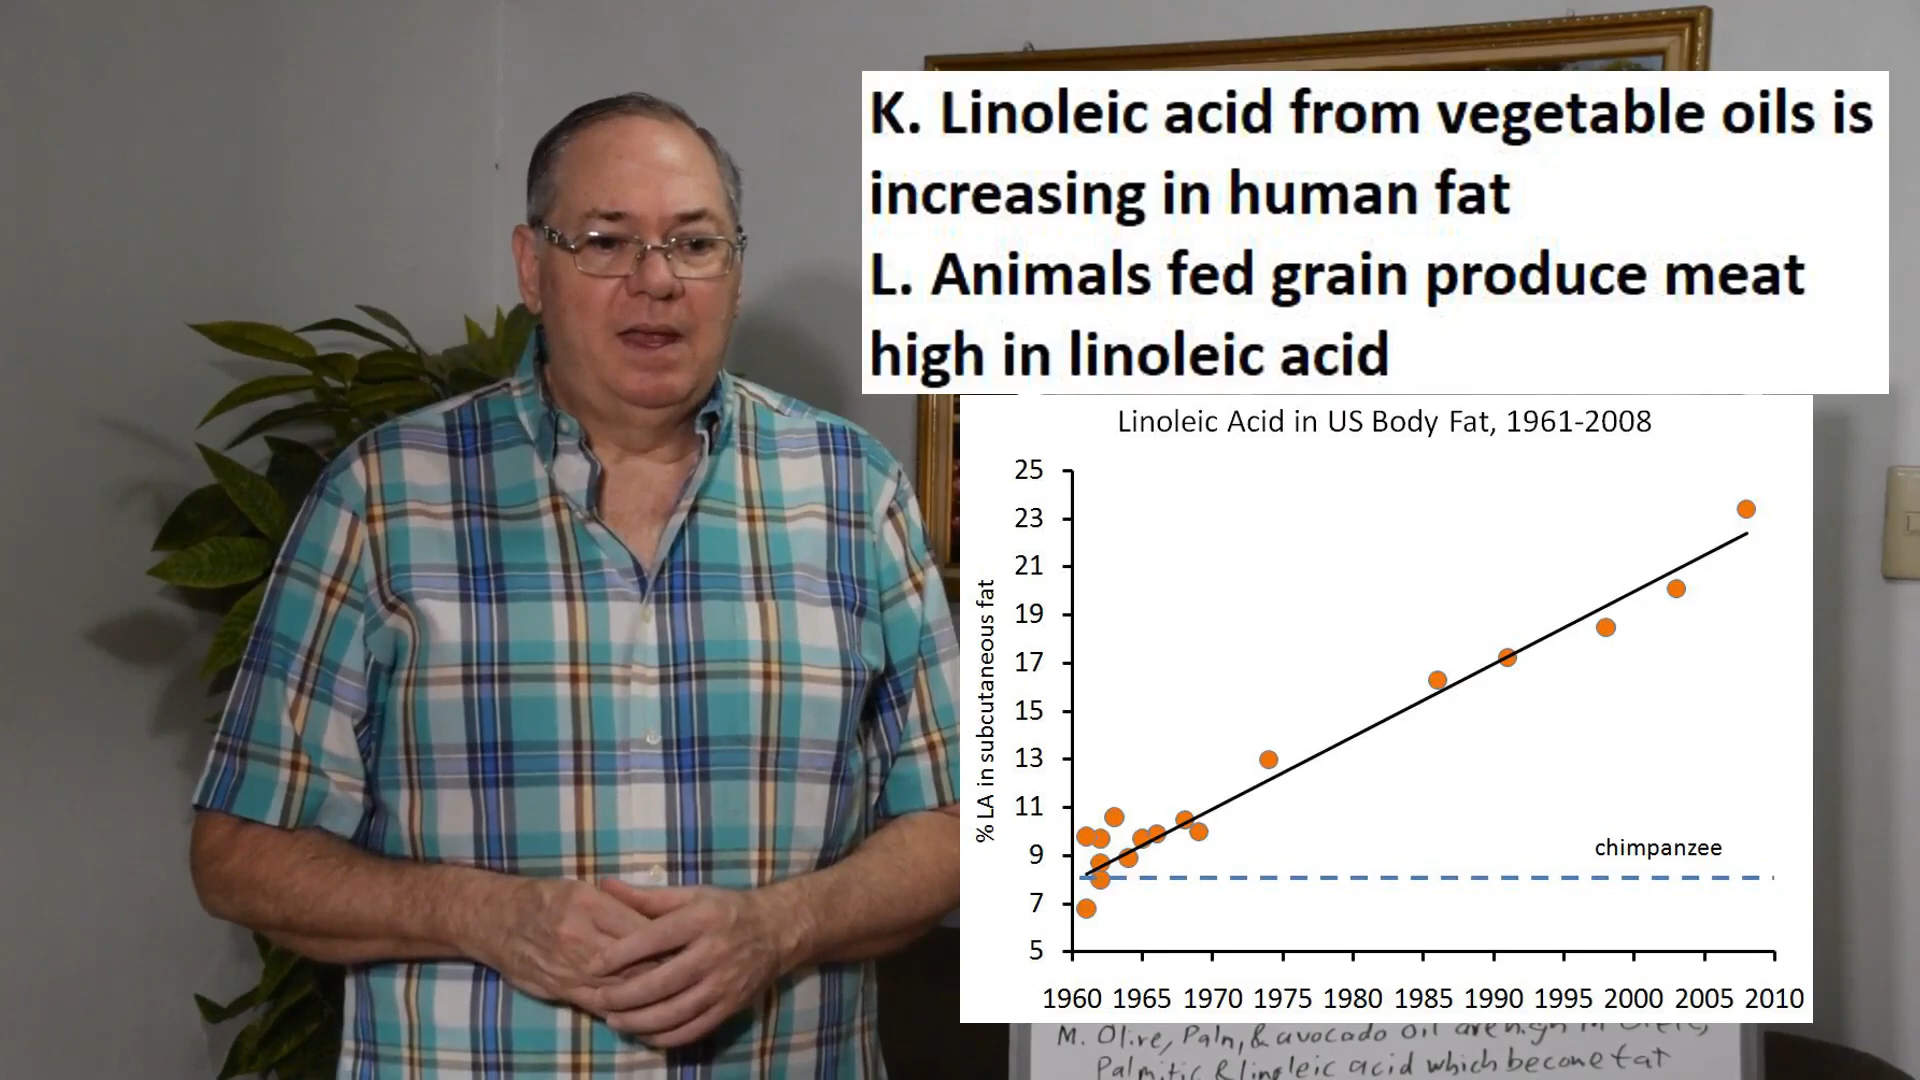 K. Linoleic acid from vegetable oils is
increasing in human fat
L. Animals fed grain produce meat
high in linoleic acid
Linoleic Acid in US Body Fat, 1961-2008
% LA in subcutaneous fat
25
23
21
19
17
15
13
11
9
7
5
chimpanzee
1960 1965 1970 1975 1980 1985 1990 1995 2000 2005 2010
M. Olive, Palm, & avocado oil are high in
Palmitic & linoleic acid which become fat